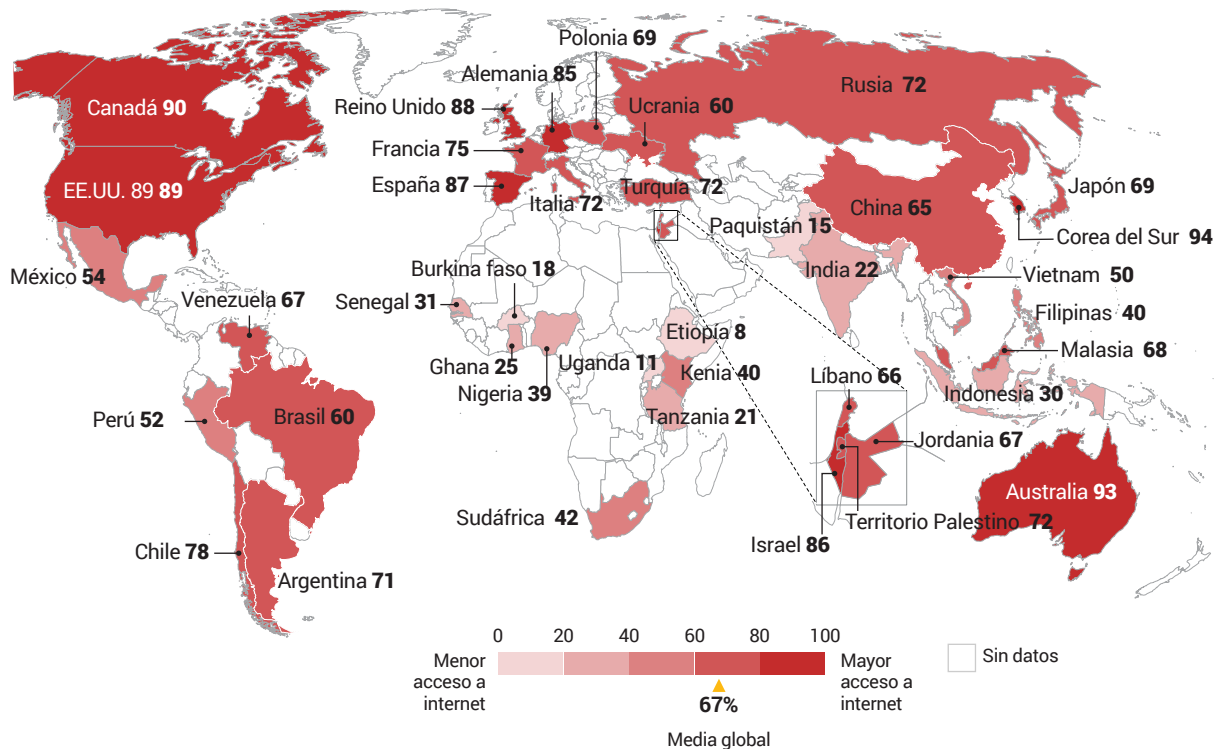 Polonia 69
Alemania 85
Rusia 72
Canadá 90
Reino Unido 88
Ucrania 60
Francia 75
EE.UU. 89 89
España 87
Turquía 72
Japón 69
Italia 72
China 65
Paquistán 15
Corea del Sur 94
México 54
Burkina faso 18
India 22
Vietnam 50
Venezuela 67
Senegal 31
Filipinas 40
Etiopía 8
Malasia 68
Ghana 25
Uganda 11
Kenia 40
Líbano 66
Nigeria 39
Indonesia 30
Perú 52
Brasil 60
Tanzania 21
Jordania 67
Australia 93
Sudáfrica 42
Territorio Palestino 72
Israel 86
Chile 78
Argentina 71
0 20 40 60 80 100
Menor
acceso a
internet
Mayor
acceso a
internet
Sin datos
67%
Media global